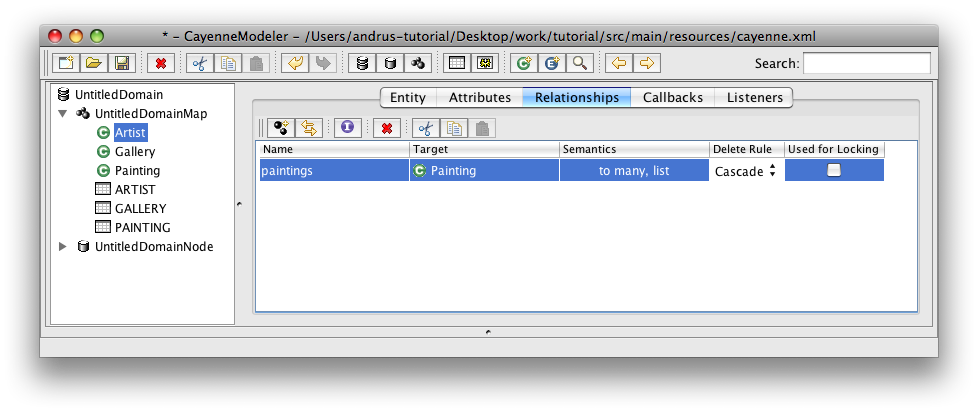 * - CayenneModeler - /Users/andrus-tutorial/Desktop/work/tutorial/src/main/resources/cayenne.xml
Search:
UntitledDomain
UntitledDomainMap
Artist
Gallery
Painting
ARTIST
GALLERY
PAINTING
UntitledDomainNode
Entity Attributes Relationships Callbacks Listeners
Name Target Semantics Delete Rule Used for Locking
paintings Painting to many, list Cascade